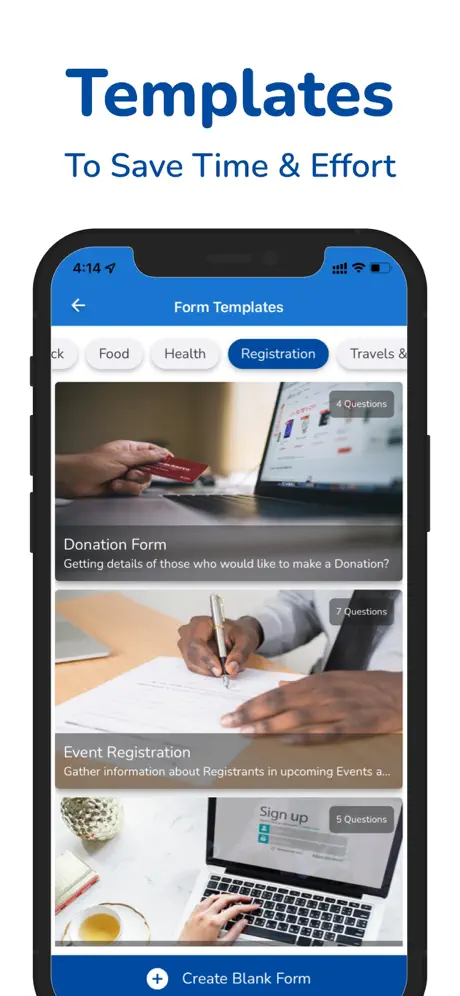 Templates
To Save Time & Effort
4:14
Form Templates
ck
Food
Health
Registration
Travels &
4 Questions
Donation Form
Getting details of those who would like to make a Donation?
7 Questions
Event Registration
Gather information about Registrants in upcoming Events a...
Sign up
5 Questions
Create Blank Form